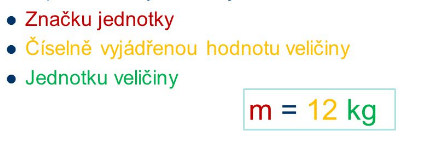 • Značku jednotky
• Číselně vyjádřenou hodnotu veličiny
• Jednotku veličiny
m = 12 kg